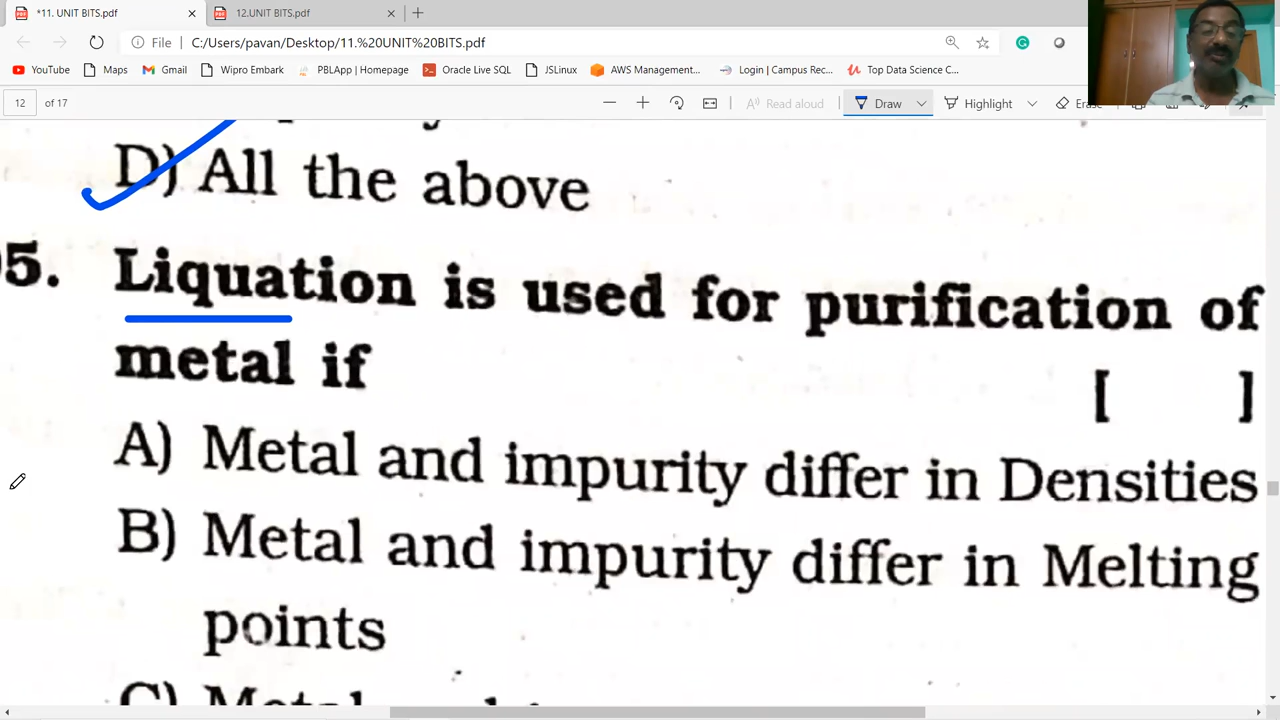 *11. UNIT BITS.pdf
12.UNIT BITS.pdf
File C:/Users/pavan/Desktop/11.%20UNIT%20BITS.pdf
YouTube Maps Gmail Wipro Embark PBLApp | Homepage Oracle Live SQL JSLinux AWS Management... Login | Campus Rec... Top Data Science C...
12 of 17 Read aloud Draw Highlight
D) All the above
5. Liquation is used for purification of
metal if [ ]
A) Metal and impurity differ in Densities
B) Metal and impurity differ in Melting
points